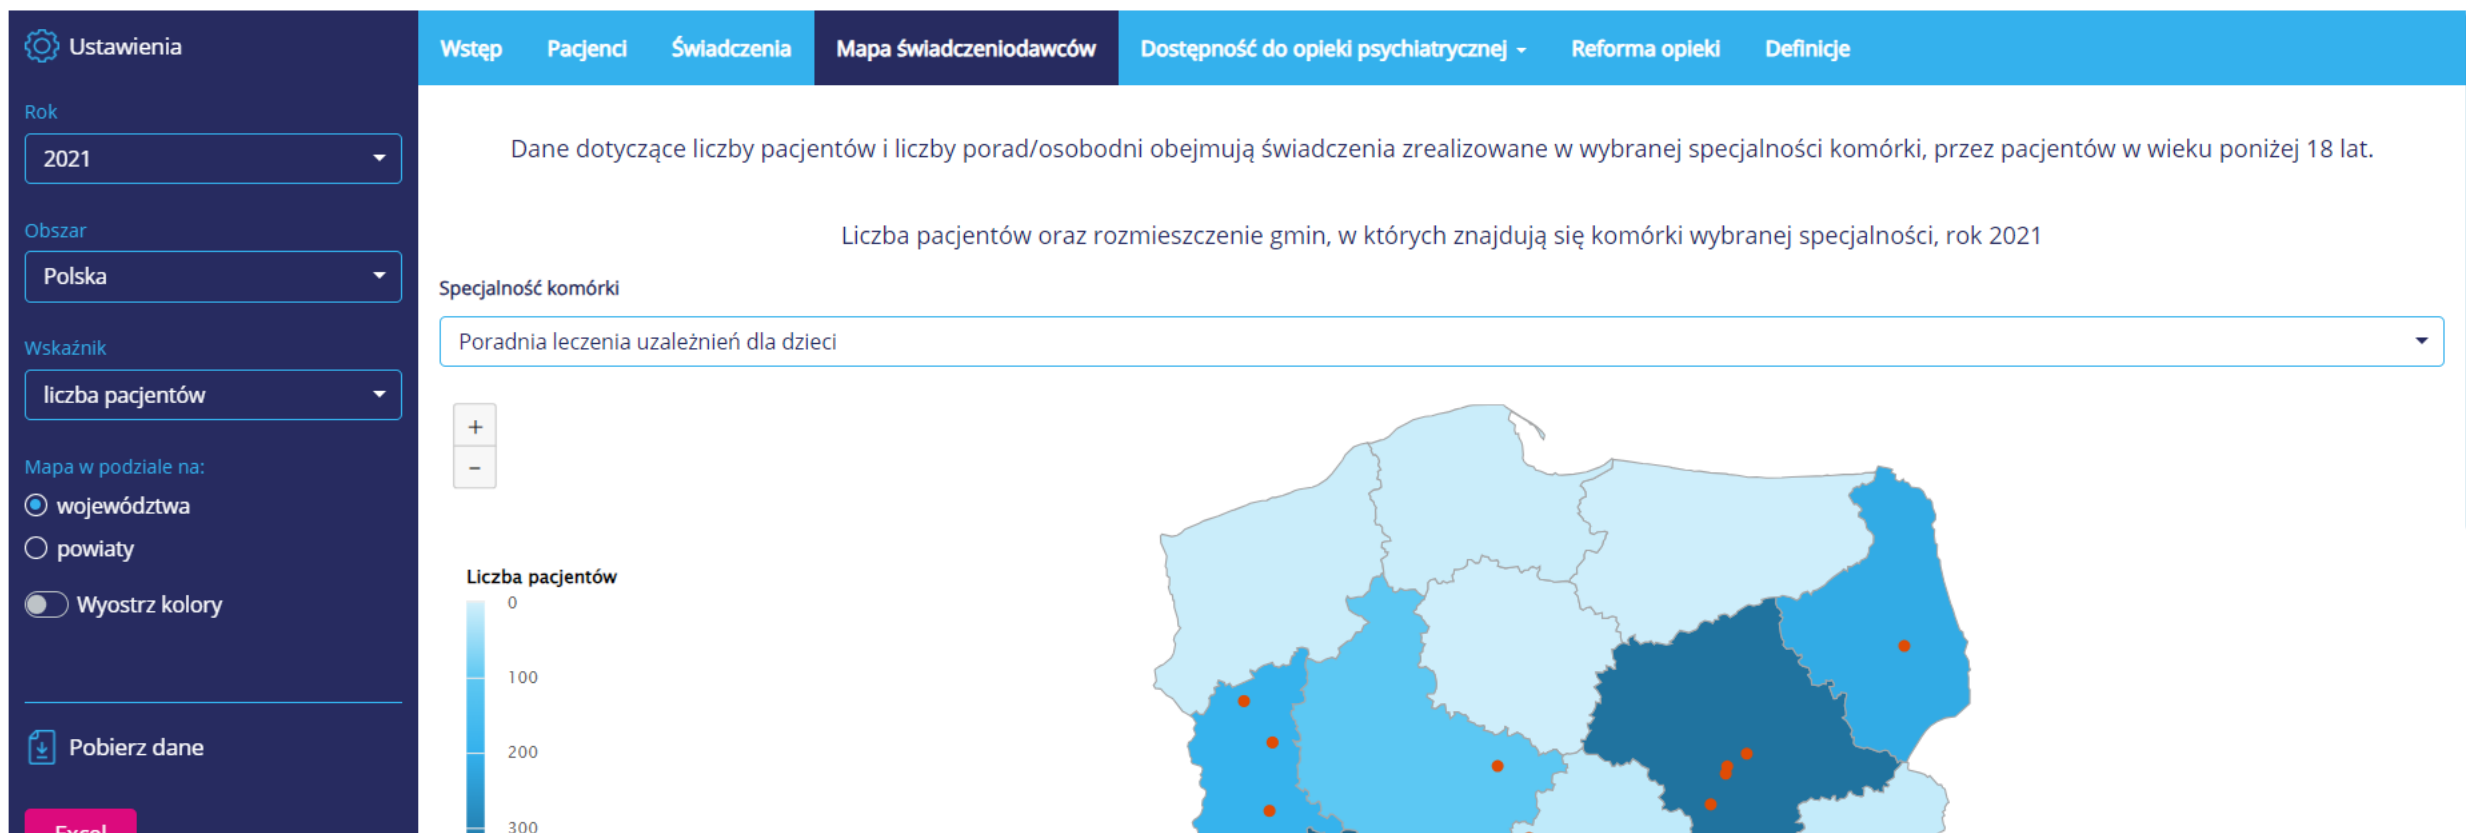 Ustawienia
Wstęp Pacjenci Świadczenia Mapa świadczeniodawców Dostępność do opieki psychiatrycznej Reforma opieki Definicje
Rok
2021
Obszar
Polska
Wskaźnik
liczba pacjentów
Mapa w podziale na:
województwa
powiaty
Wyostrz kolory
Pobierz dane
Excel
Dane dotyczące liczby pacjentów i liczby porad/osobodni obejmują świadczenia zrealizowane w wybranej specjalności komórki, przez pacjentów w wieku poniżej 18 lat.
Liczba pacjentów oraz rozmieszczenie gmin, w których znajdują się komórki wybranej specjalności, rok 2021
Specjalność komórki
Poradnia leczenia uzależnień dla dzieci
+
−
Liczba pacjentów
0
100
200
300